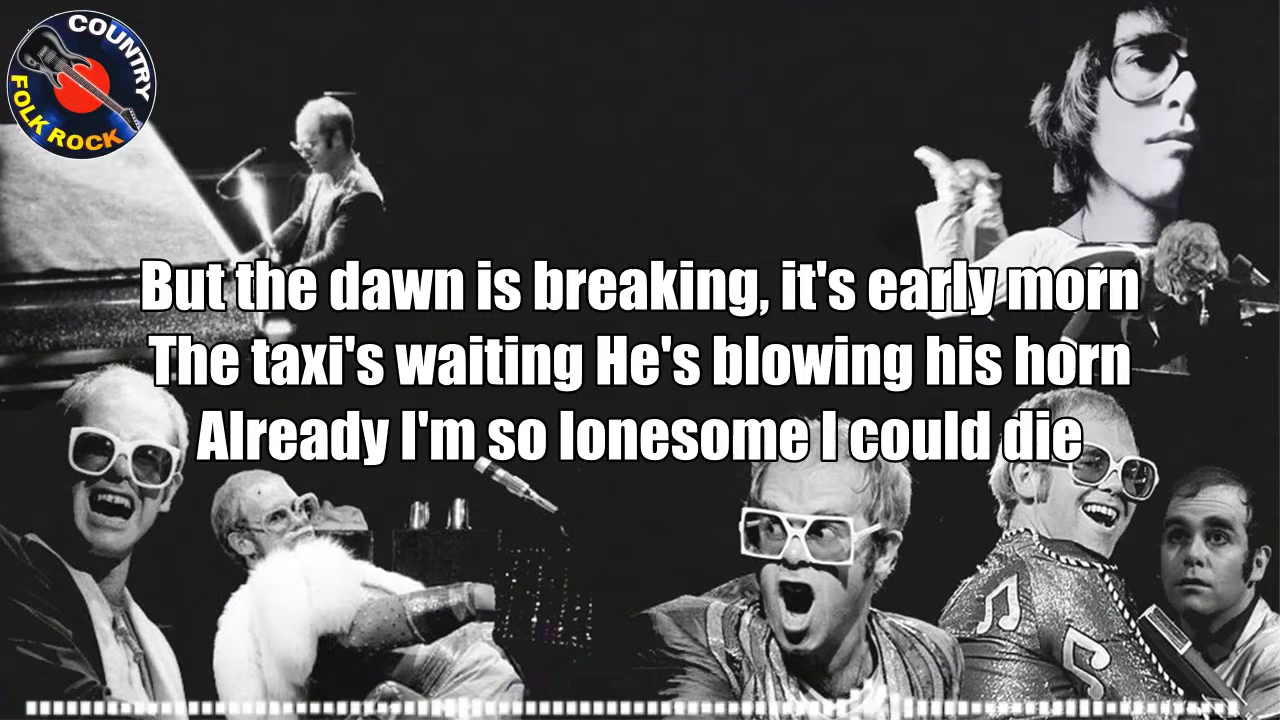 COUNTRY
FOLK ROCK
But the dawn is breaking, it's early morn
The taxi's waiting He's blowing his horn
Already I'm so lonesome I could die